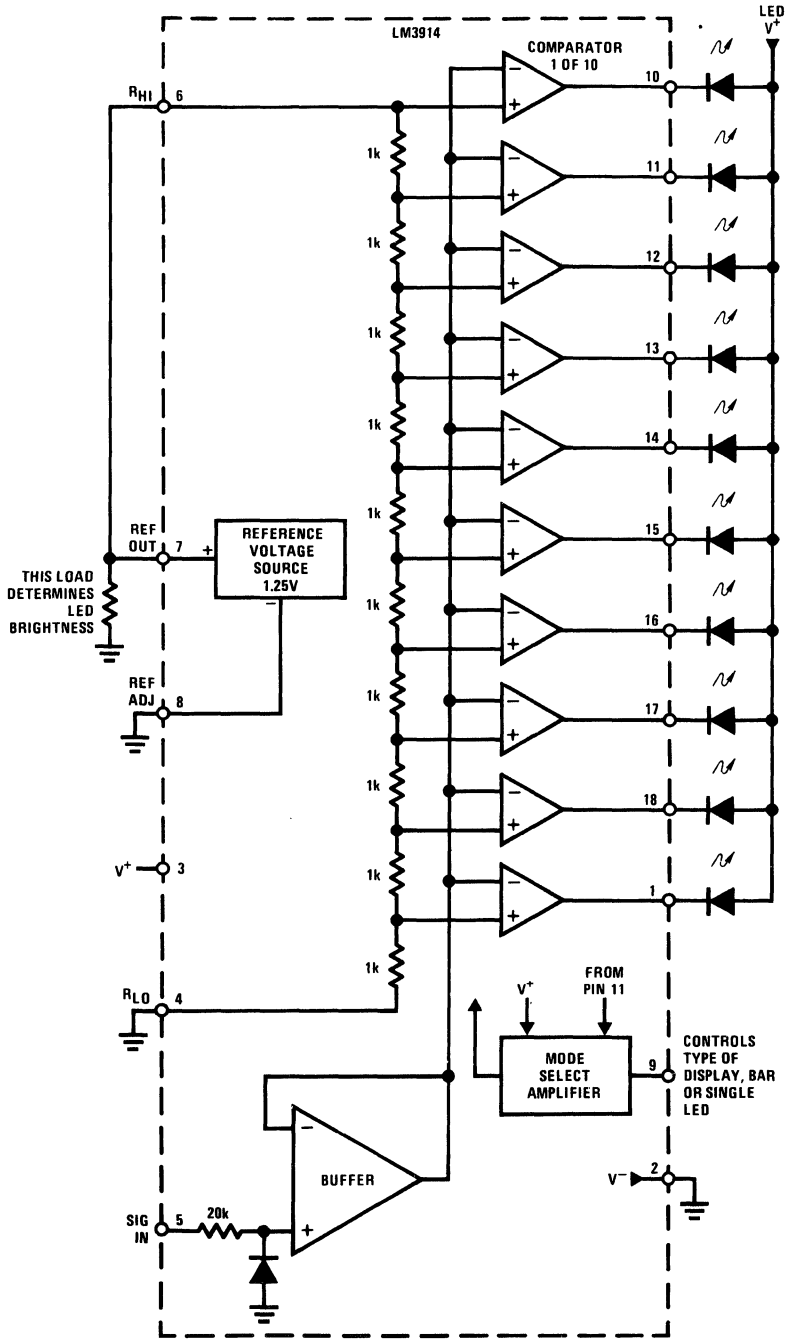 LED
V+
LM3914
COMPARATOR
1 OF 10
RHI
6
−
+
10
1k
−
+
11
1k
−
+
12
1k
−
+
13
1k
−
+
14
1k
−
+
15
REF
OUT
7
+
REFERENCE
VOLTAGE
SOURCE
1.25V
−
THIS LOAD
DETERMINES
LED
BRIGHTNESS
1k
−
+
16
1k
−
+
17
REF
ADJ
8
1k
−
+
18
V+
3
1k
−
+
1
1k
RLO
4
V+
FROM
PIN 11
MODE
SELECT
AMPLIFIER
9
CONTROLS
TYPE OF
DISPLAY, BAR
OR SINGLE
LED
−
BUFFER
+
V−
2
SIG
IN
5
20k